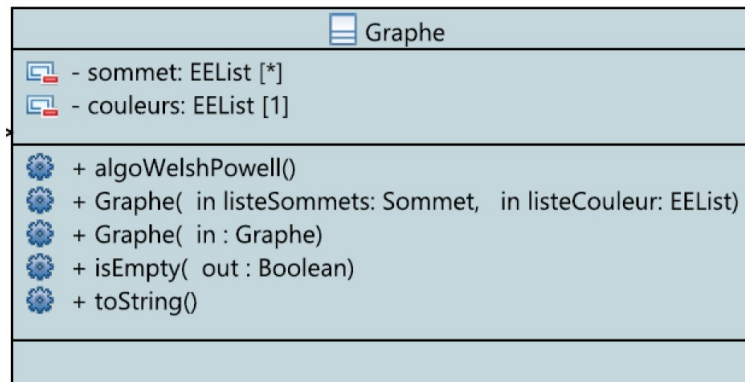 Graphe
- sommet: EEList [*]
- couleurs: EEList [1]
+ algoWelshPowell()
+ Graphe( in listeSommets: Sommet, in listeCouleur: EEList)
+ Graphe( in : Graphe)
+ isEmpty( out : Boolean)
+ toString()